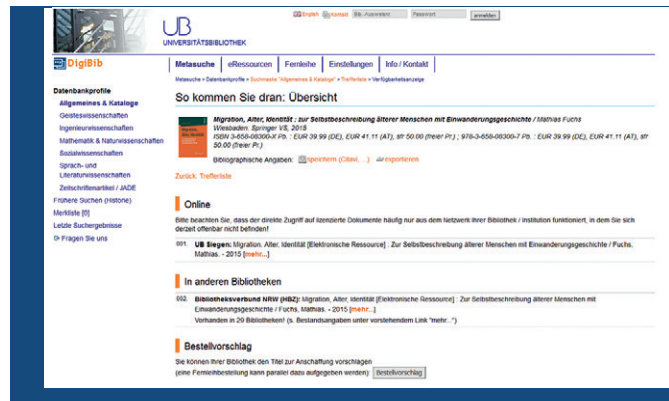 English Kontakt Bib.-Ausweisnr. Passwort anmelden
UB
UNIVERSITÄTSBIBLIOTHEK
DigiBib
Metasuche eRessourcen Fernleihe Einstellungen Info / Kontakt
Metasuche » Datenbankprofile » Suchmaske "Allgemeines & Kataloge" » Trefferliste » Verfügbarkeitsanzeige
Datenbankprofile
Allgemeines & Kataloge
Geisteswissenschaften
Ingenieurwissenschaften
Mathematik & Naturwissenschaften
Sozialwissenschaften
Sprach- und
Literaturwissenschaften
Zeitschriftenartikel / JADE
Frühere Suchen (Historie)
Merkliste [0]
Letzte Suchergebnisse
Fragen Sie uns
So kommen Sie dran: Übersicht
Migration, Alter, Identität : zur Selbstbeschreibung älterer Menschen mit Einwanderungsgeschichte / Mathias Fuchs
Wiesbaden: Springer VS, 2015
ISBN 3-658-08300-X Pb. : EUR 39.99 (DE), EUR 41.11 (AT), sfr 50.00 (freier Pr.) ; 978-3-658-08300-7 Pb. : EUR 39.99 (DE), EUR 41.11 (AT), sfr
50.00 (freier Pr.)
Bibliographische Angaben: speichern (Citavi, ...) exportieren
Zurück: Trefferliste
Online
Bitte beachten Sie, dass der direkte Zugriff auf lizenzierte Dokumente häufig nur aus dem Netzwerk Ihrer Bibliothek / Institution funktioniert, in dem Sie sich
derzeit offenbar nicht befinden!
001. UB Siegen: Migration, Alter, Identität [Elektronische Ressource] : Zur Selbstbeschreibung älterer Menschen mit Einwanderungsgeschichte / Fuchs,
Mathias. - 2015 [mehr...]
In anderen Bibliotheken
002. Bibliotheksverbund NRW (HBZ): Migration, Alter, Identität [Elektronische Ressource] : Zur Selbstbeschreibung älterer Menschen mit
Einwanderungsgeschichte / Fuchs, Mathias. - 2015 [mehr...]
Vorhanden in 20 Bibliotheken! (s. Bestandsangaben unter vorstehendem Link "mehr...")
Bestellvorschlag
Sie können Ihrer Bibliothek den Titel zur Anschaffung vorschlagen
(eine Fernleihbestellung kann parallel dazu aufgegeben werden): Bestellvorschlag